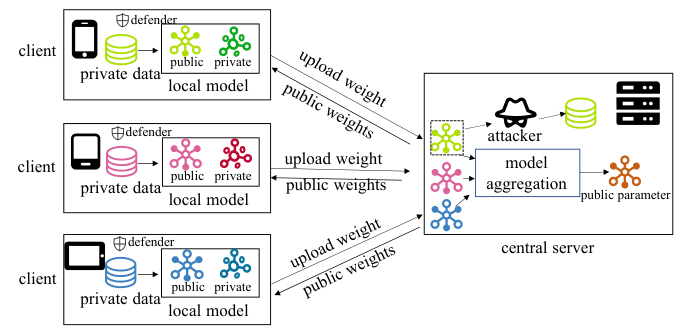 client
defender
private data
public
private
local model
upload weight
public weights
client
defender
private data
public
private
local model
upload weight
public weights
client
defender
private data
public
private
local model
upload weight
public weights
attacker
model
aggregation
public parameter
central server